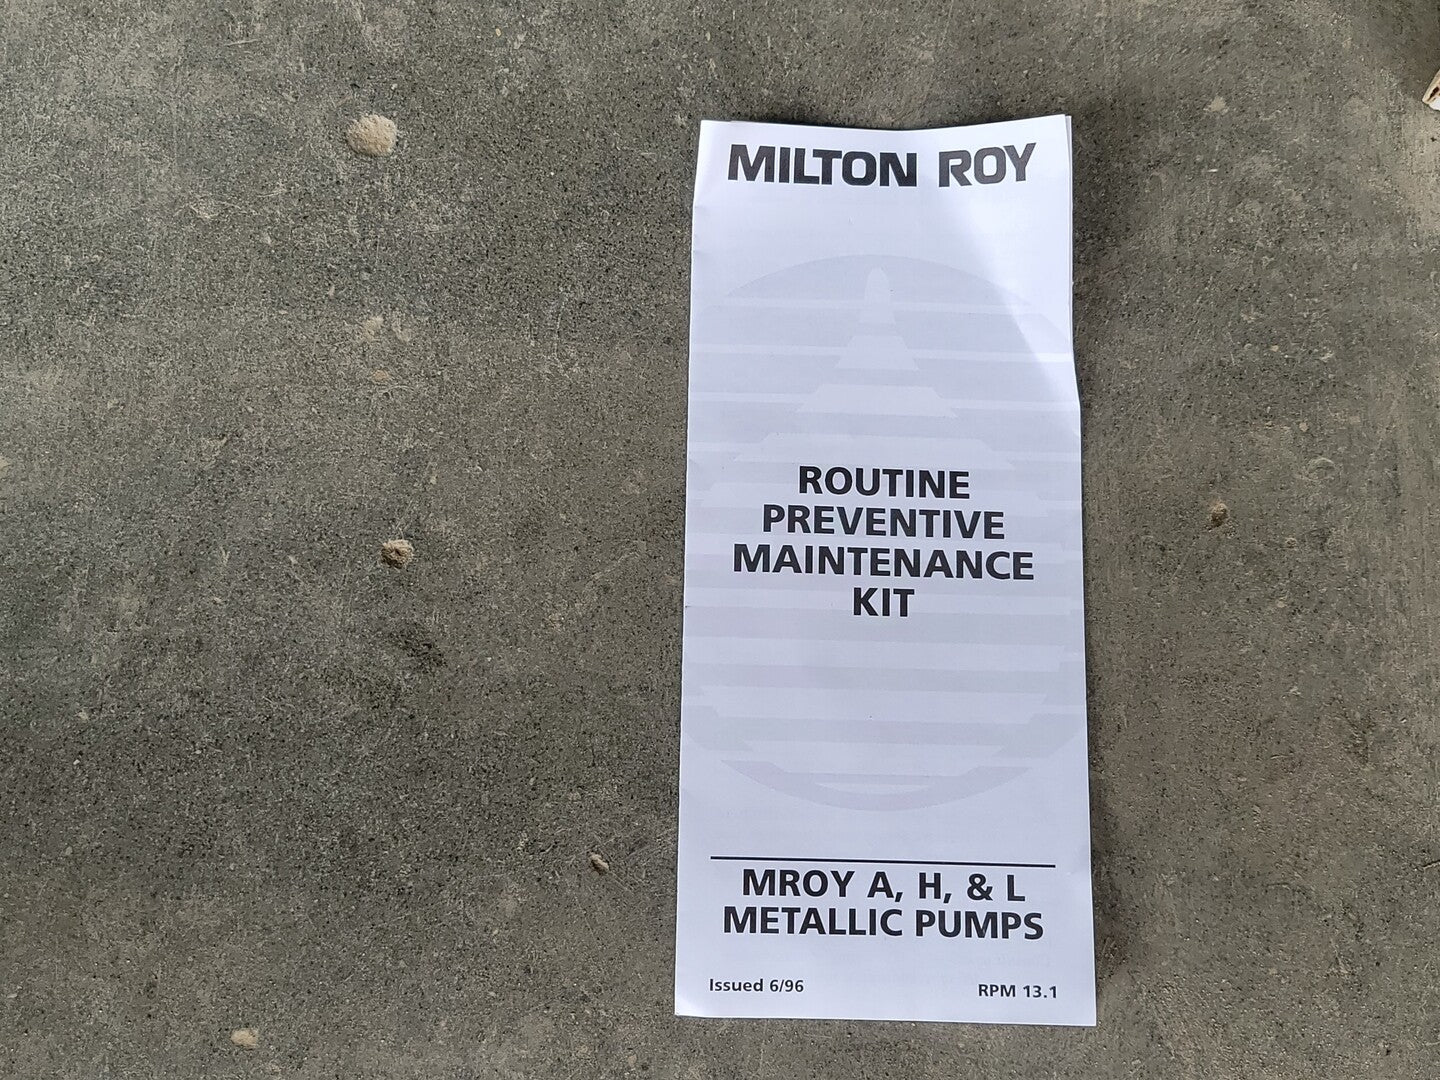 MILTON ROY
ROUTINE
PREVENTIVE
MAINTENANCE
KIT
MROY A, H, & L
METALLIC PUMPS
Issued 6/96
RPM 13.1